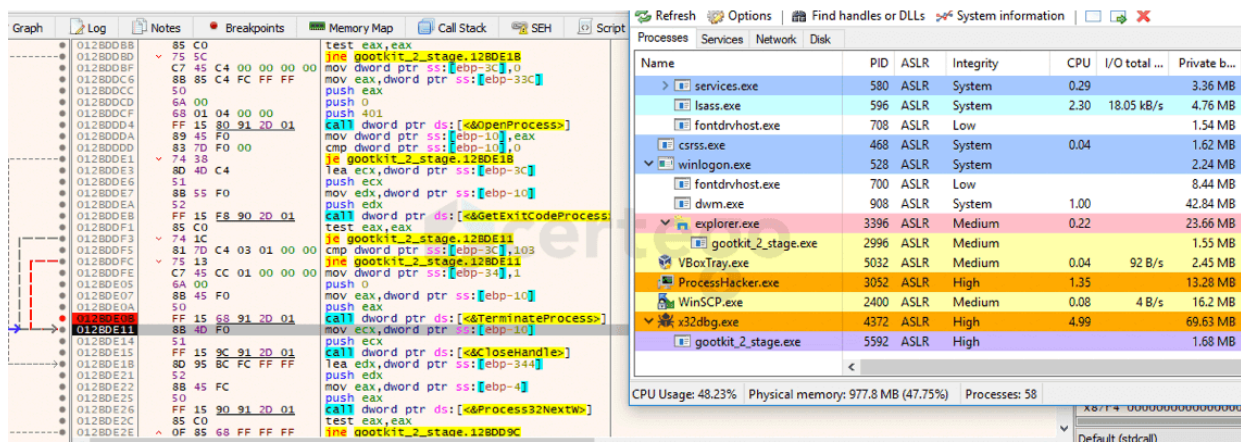 Graph Log Notes Breakpoints Memory Map Call Stack SEH Script
012BDDBB 85 C0 test eax,eax
012BDDBD 75 5C jne gootkit_2_stage.12BDE1B
012BDDBF C7 45 C4 00 00 00 00 mov dword ptr ss:[ebp-3C],0
012BDDC6 8B 85 C4 FC FF FF mov eax,dword ptr ss:[ebp-33C]
012BDDCC 50 push eax
012BDDCD 6A 00 push 0
012BDDCF 68 01 04 00 00 push 401
012BDDD4 FF 15 80 91 2D 01 call dword ptr ds:[<&OpenProcess>]
012BDDDA 89 45 F0 mov dword ptr ss:[ebp-10],eax
012BDDDD 83 7D F0 00 cmp dword ptr ss:[ebp-10],0
012BDDE1 74 38 je gootkit_2_stage.12BDE1B
012BDDE3 8D 4D C4 lea ecx,dword ptr ss:[ebp-3C]
012BDDE6 51 push ecx
012BDDE7 8B 55 F0 mov edx,dword ptr ss:[ebp-10]
012BDDEA 52 push edx
012BDDEB FF 15 F8 90 2D 01 call dword ptr ds:[<&GetExitCodeProcess>
012BDDF1 85 C0 test eax,eax
012BDDF3 74 1C je gootkit_2_stage.12BDE11
012BDDF5 81 7D C4 03 01 00 00 cmp dword ptr ss:[ebp-3C],103
012BDDFC 75 13 jne gootkit_2_stage.12BDE11
012BDDFE C7 45 CC 01 00 00 00 mov dword ptr ss:[ebp-34],1
012BDE05 6A 00 push 0
012BDE07 8B 45 F0 mov eax,dword ptr ss:[ebp-10]
012BDE0A 50 push eax
012BDE0B FF 15 68 91 2D 01 call dword ptr ds:[<&TerminateProcess>]
012BDE11 8B 4D F0 mov ecx,dword ptr ss:[ebp-10]
012BDE14 51 push ecx
012BDE15 FF 15 9C 91 2D 01 call dword ptr ds:[<&CloseHandle>]
012BDE1B 8D 95 BC FC FF FF lea edx,dword ptr ss:[ebp-344]
012BDE21 52 push edx
012BDE22 8B 45 FC mov eax,dword ptr ss:[ebp-4]
012BDE25 50 push eax
012BDE26 FF 15 90 91 2D 01 call dword ptr ds:[<&Process32NextW>]
012BDE2C 85 C0 test eax,eax
012BDE2E 0F 85 68 FF FF FF jne gootkit_2_stage.12BDD9C
certego
Refresh Options Find handles or DLLs System information
Processes Services Network Disk
Name PID ASLR Integrity CPU I/O total ... Private b...
services.exe 580 ASLR System 0.29 3.36 MB
lsass.exe 596 ASLR System 2.30 18.05 kB/s 4.76 MB
fontdrvhost.exe 708 ASLR Low 1.54 MB
csrss.exe 468 ASLR System 0.04 1.62 MB
winlogon.exe 528 ASLR System 2.24 MB
fontdrvhost.exe 700 ASLR Low 8.44 MB
dwm.exe 908 ASLR System 1.00 42.84 MB
explorer.exe 3396 ASLR Medium 0.22 23.66 MB
gootkit_2_stage.exe 2996 ASLR Medium 1.55 MB
VBoxTray.exe 5032 ASLR Medium 0.04 92 B/s 2.45 MB
ProcessHacker.exe 3052 ASLR High 1.35 13.28 MB
WinSCP.exe 2400 ASLR Medium 0.08 4 B/s 16.2 MB
x32dbg.exe 4372 ASLR High 4.99 69.63 MB
gootkit_2_stage.exe 5592 ASLR High 1.68 MB
CPU Usage: 48.23% Physical memory: 977.8 MB (47.75%) Processes: 58
Default (stdcall)